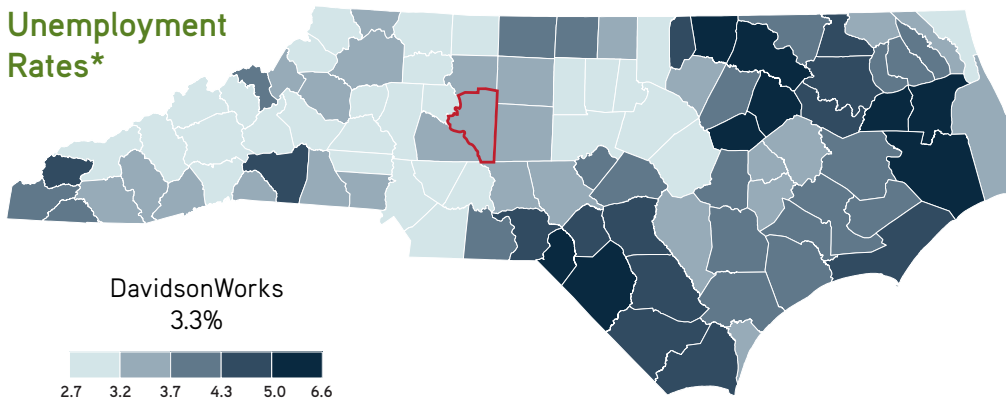 Unemployment
Rates*
DavidsonWorks
3.3%
2.7 3.2 3.7 4.3 5.0 6.6